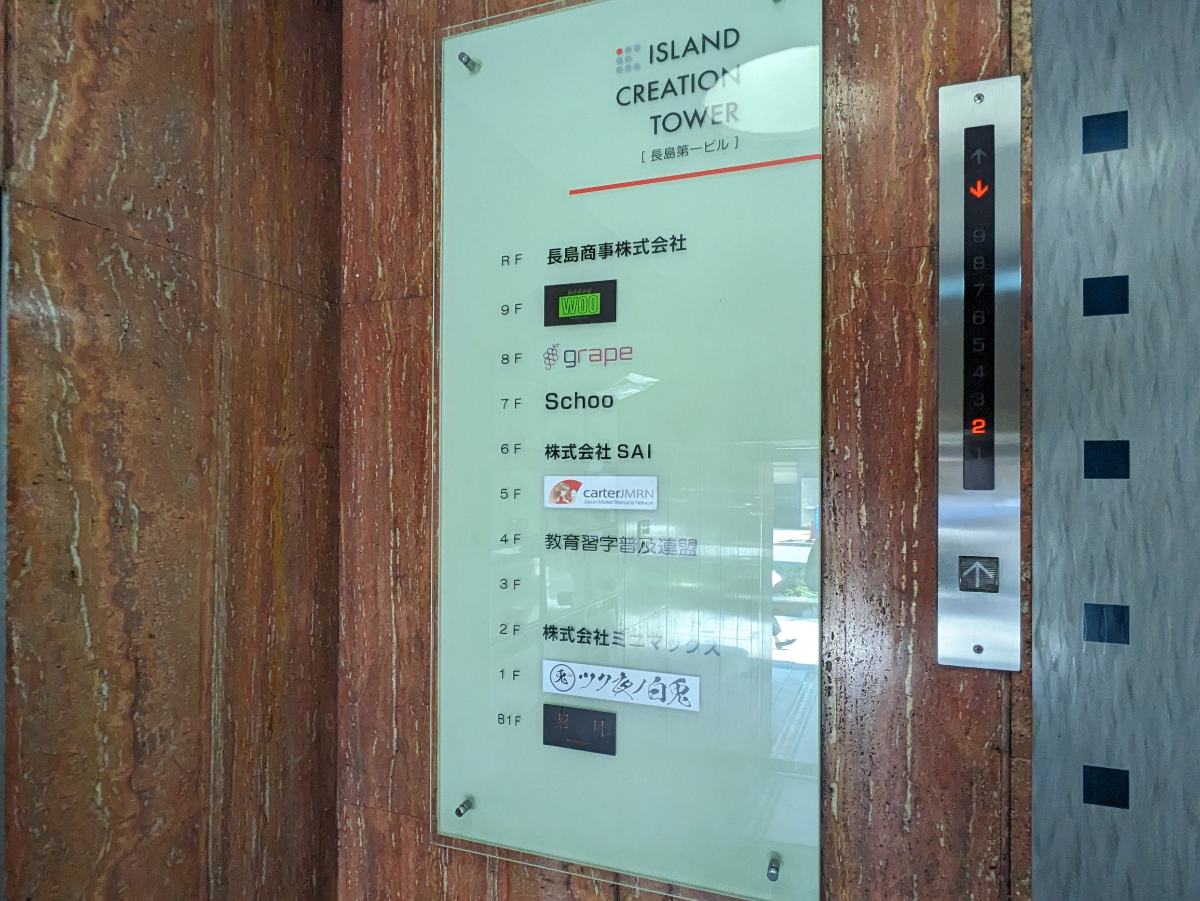 ISLAND
CREATION
TOWER
[ 長島第一ビル ]
RF 長島商事株式会社
9F WOO
8F grape
7F Schoo
6F 株式会社 SAI
5F carterJMRN
Japan Market Resource Network
4F 教育習字普及連盟
3F
2F 株式会社ミニマックス
1F 兎 ツク夜ノ白兎
B1F 月
9
8
7
6
5
4
3
2
1